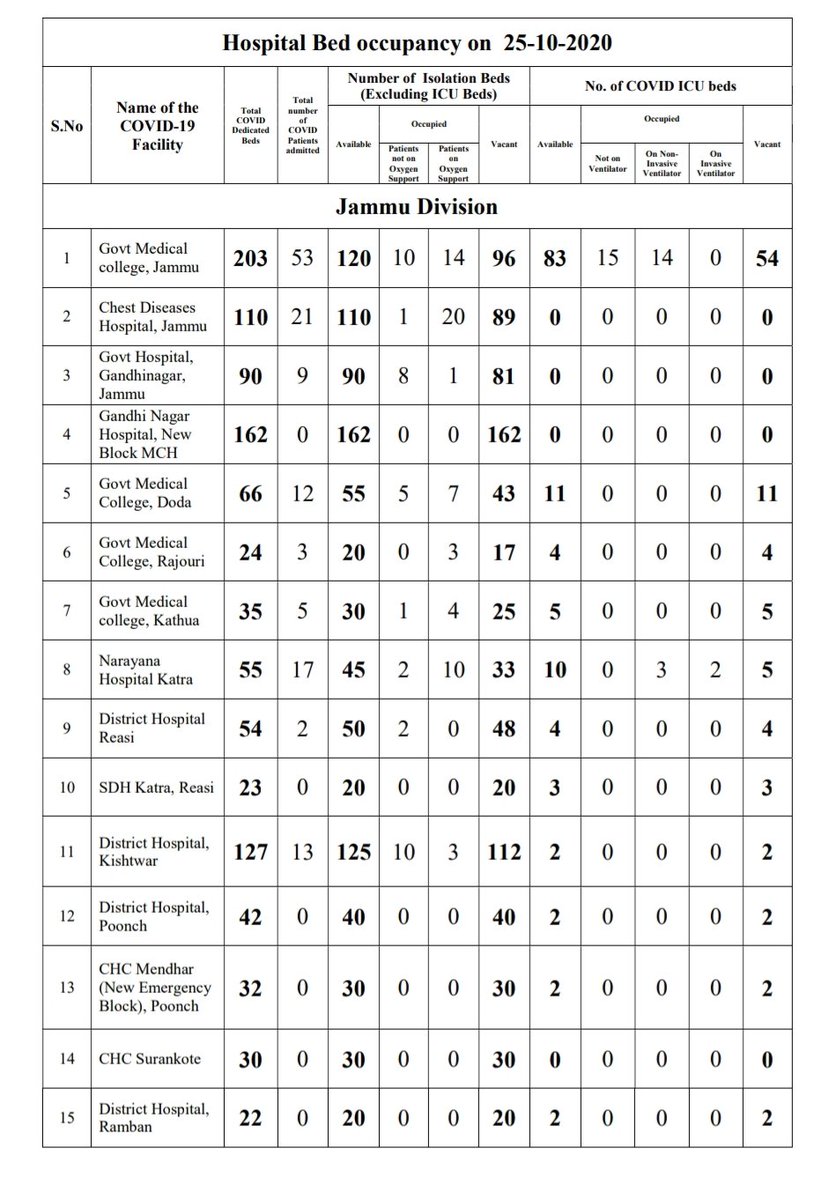 Hospital Bed occupancy on 25-10-2020
S.No
Name of the
COVID-19
Facility
Total
COVID
Dedicated
Beds
Total
number
of
COVID
Patients
admitted
Number of Isolation Beds
(Excluding ICU Beds)
No. of COVID ICU beds
Available
Occupied
Vacant
Available
Occupied
Vacant
Patients
not on
Oxygen
Support
Patients
on
Oxygen
Support
Not on
Ventilator
On Non-
Invasive
Ventilator
On
Invasive
Ventilator
Jammu Division
1 Govt Medical
college, Jammu 203 53 120 10 14 96 83 15 14 0 54
2 Chest Diseases
Hospital, Jammu 110 21 110 1 20 89 0 0 0 0 0
3 Govt Hospital,
Gandhinagar,
Jammu 90 9 90 8 1 81 0 0 0 0 0
4 Gandhi Nagar
Hospital, New
Block MCH 162 0 162 0 0 162 0 0 0 0 0
5 Govt Medical
College, Doda 66 12 55 5 7 43 11 0 0 0 11
6 Govt Medical
College, Rajouri 24 3 20 0 3 17 4 0 0 0 4
7 Govt Medical
college, Kathua 35 5 30 1 4 25 5 0 0 0 5
8 Narayana
Hospital Katra 55 17 45 2 10 33 10 0 3 2 5
9 District Hospital
Reasi 54 2 50 2 0 48 4 0 0 0 4
10 SDH Katra, Reasi 23 0 20 0 0 20 3 0 0 0 3
11 District Hospital,
Kishtwar 127 13 125 10 3 112 2 0 0 0 2
12 District Hospital,
Poonch 42 0 40 0 0 40 2 0 0 0 2
13 CHC Mendhar
(New Emergency
Block), Poonch 32 0 30 0 0 30 2 0 0 0 2
14 CHC Surankote 30 0 30 0 0 30 0 0 0 0 0
15 District Hospital,
Ramban 22 0 20 0 0 20 2 0 0 0 2